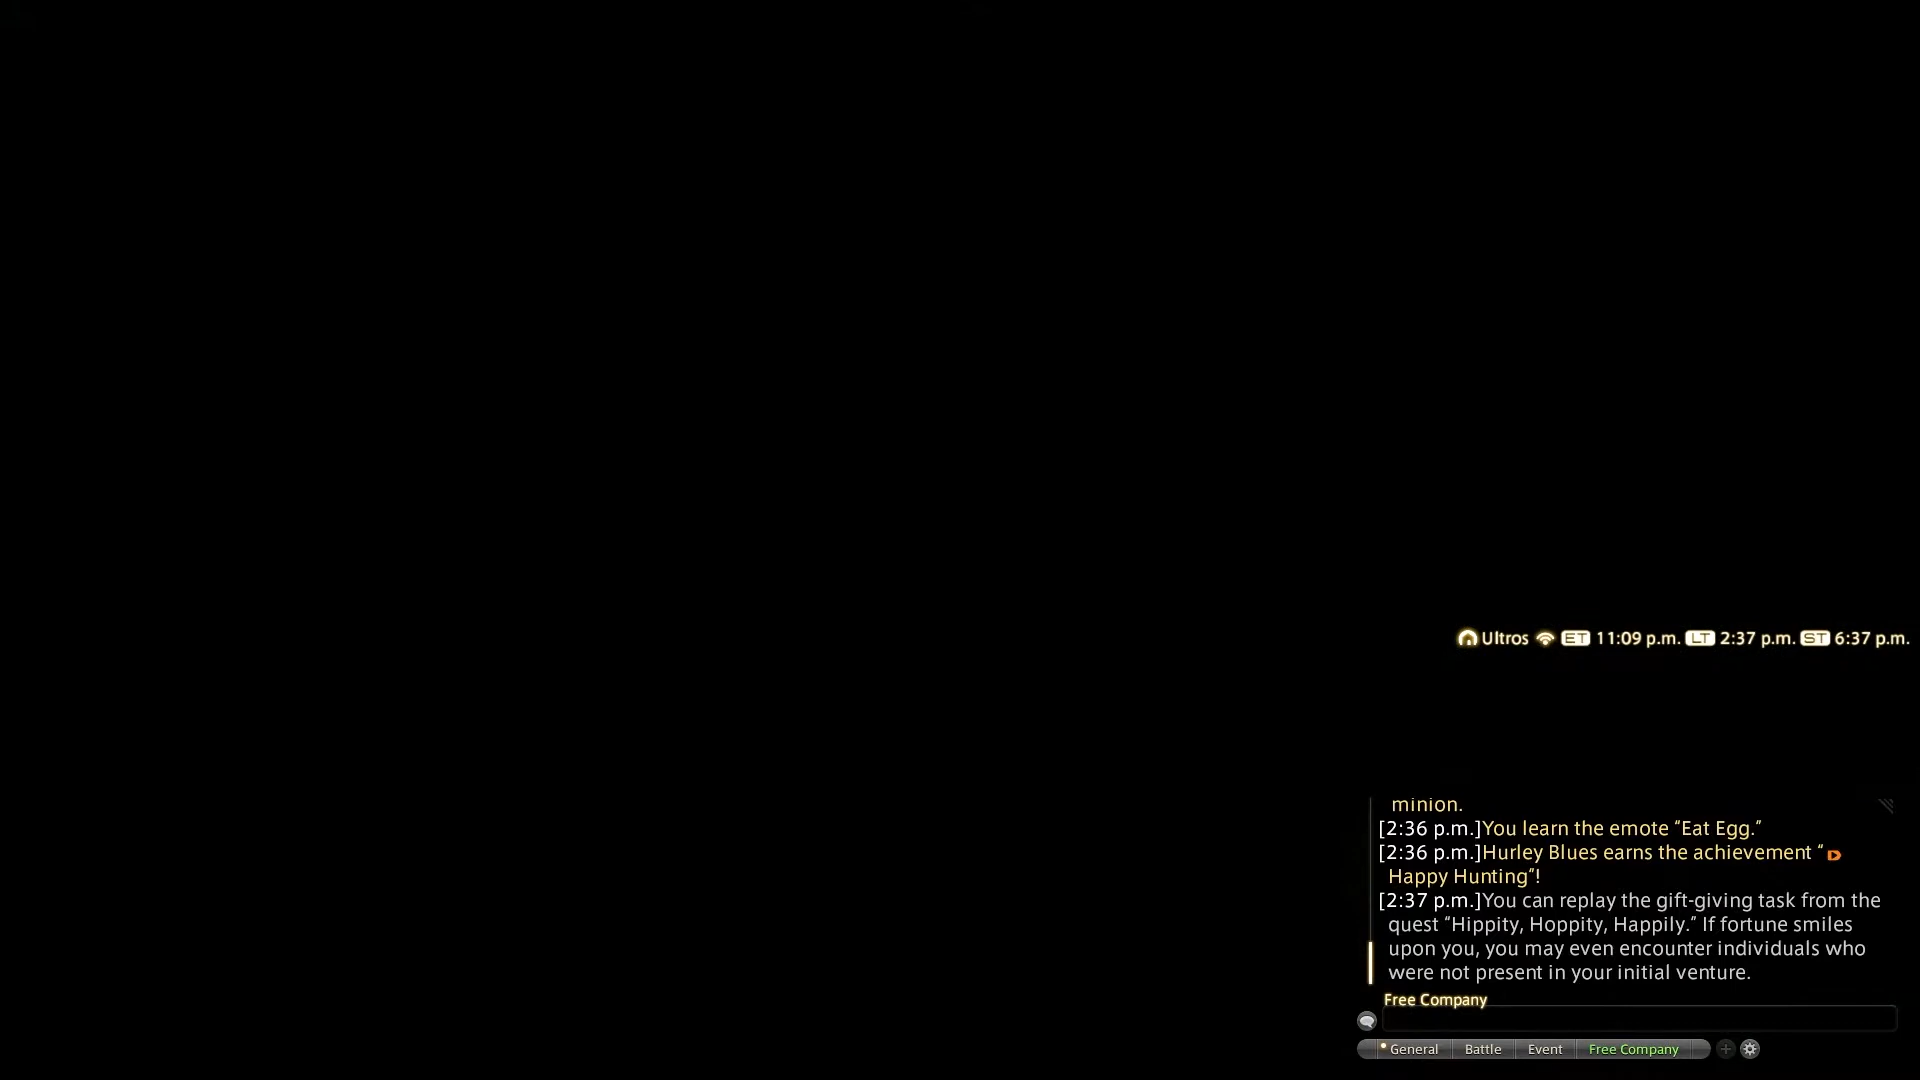 Ultros ET 11:09 p.m. LT 2:37 p.m. ST 6:37 p.m.
minion.
[2:36 p.m.]You learn the emote “Eat Egg.”
[2:36 p.m.]Hurley Blues earns the achievement “
Happy Hunting”!
[2:37 p.m.]You can replay the gift-giving task from the
quest “Hippity, Hoppity, Happily.” If fortune smiles
upon you, you may even encounter individuals who
were not present in your initial venture.
Free Company
General Battle Event Free Company